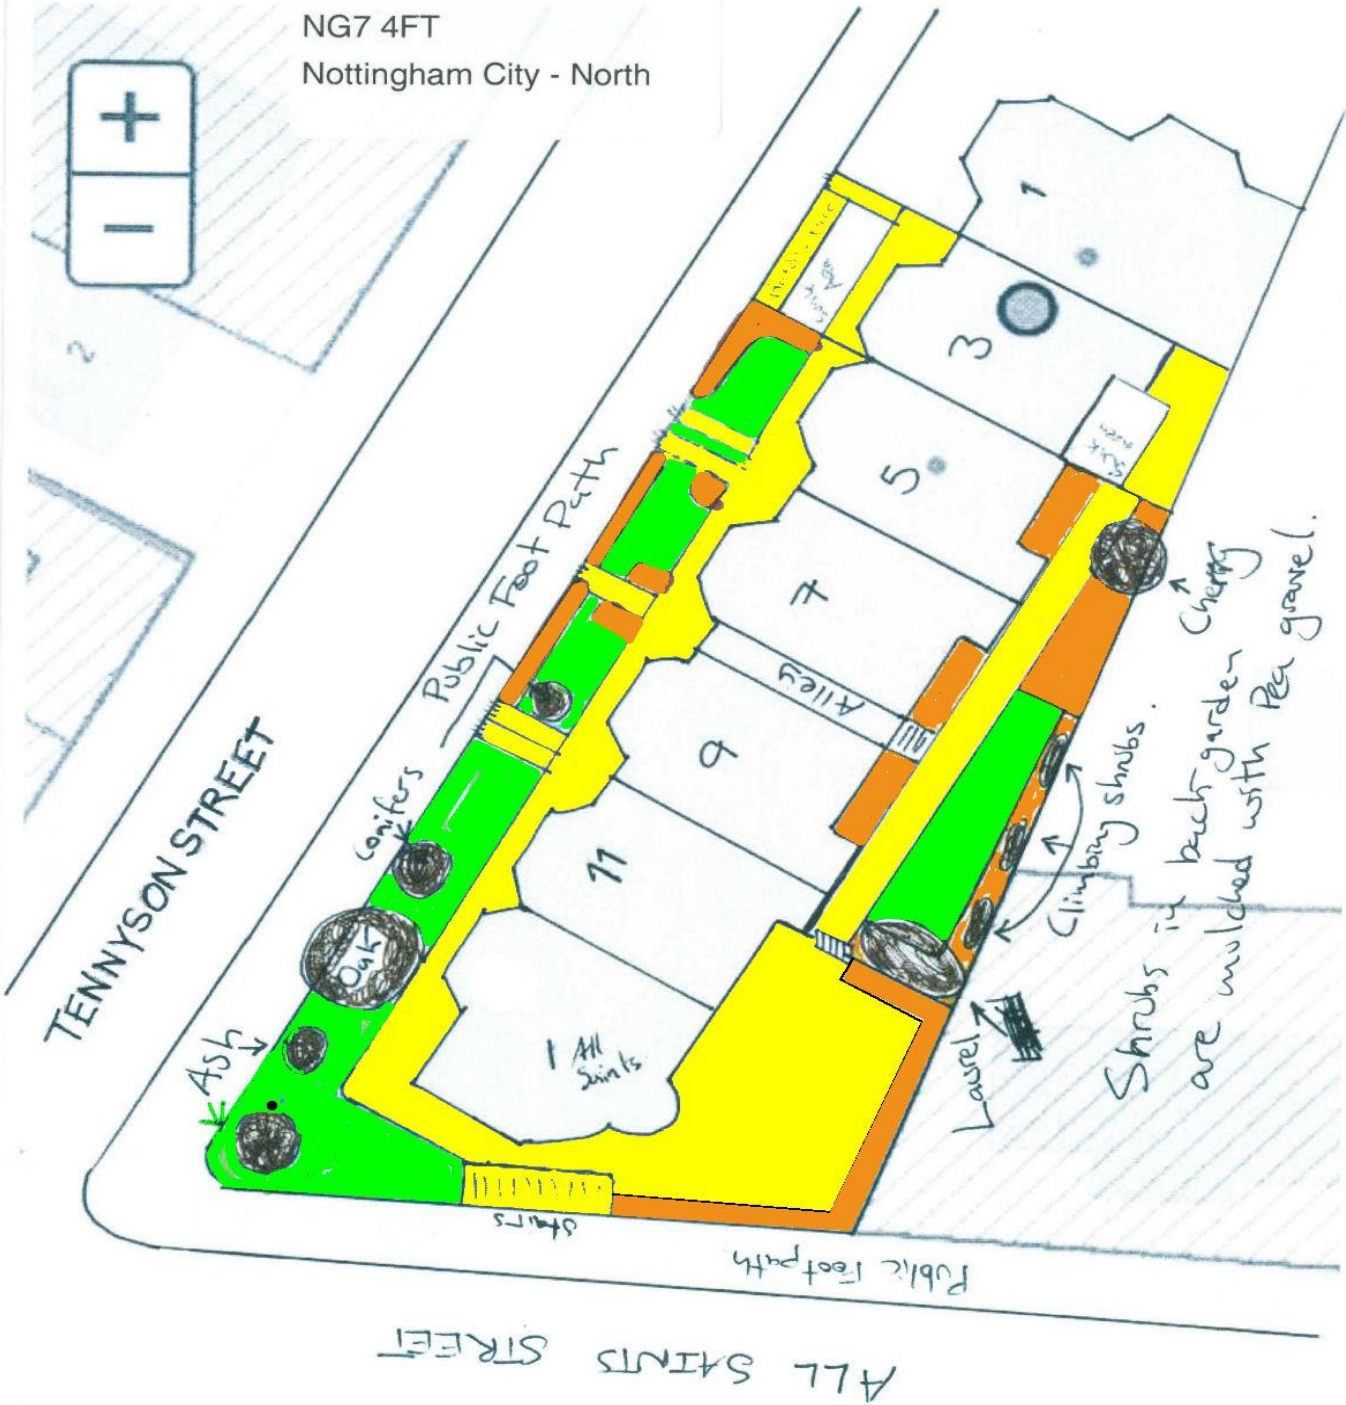 NG7 4FT
Nottingham City - North
+
−
2
1
3
5
7
Alley
9
11
1 All
Saints
Public Foot Path
TENNYSON STREET
Conifers
Oak
Ash
Stairs
Public Footpath
ALL SAINTS STREET
Cherry
Climbing shrubs.
Laurel
Shrubs in back garden
are mulched with Pea gravel.